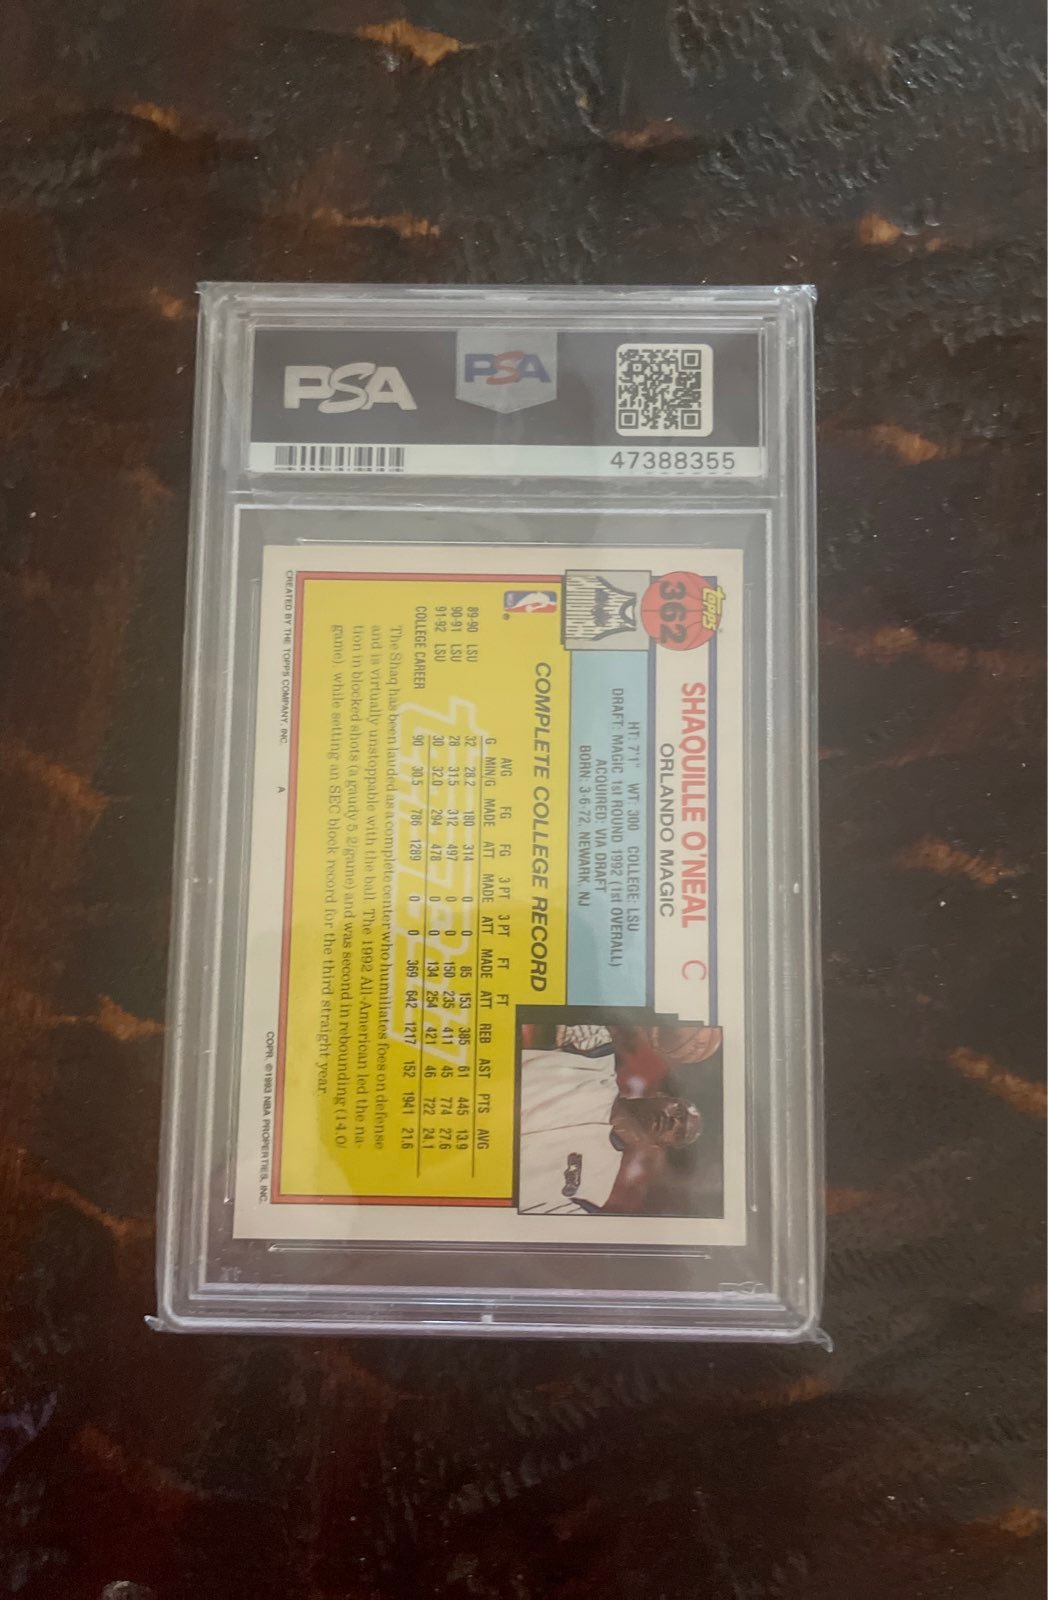 PSA
PSA
47388355
TOPPS
362
SHAQUILLE O'NEAL C
ORLANDO MAGIC
HT: 7'1" WT: 300 COLLEGE: LSU
DRAFT: MAGIC 1st ROUND 1992 (1st OVERALL)
ACQUIRED: VIA DRAFT
BORN: 3-6-72, NEWARK, NJ
COMPLETE COLLEGE RECORD
AVG FG FG 3 PT 3 PT FT FT
G MIN/G MADE ATT MADE ATT MADE ATT REB AST PTS AVG
89-90 LSU 32 28.2 180 314 0 0 85 153 385 61 445 13.9
90-91 LSU 28 31.5 312 497 0 0 150 235 411 45 774 27.6
91-92 LSU 30 32.0 294 478 0 0 134 254 421 46 722 24.1
COLLEGE CAREER 90 30.5 786 1289 0 0 369 642 1217 152 1941 21.6
The Shaq has been lauded as a complete center who humiliates foes on defense
and is virtually unstoppable with the ball. The 1992 All-American led the na-
tion in blocked shots (a gaudy 5.2/game) and was second in rebounding (14.0/
game), while setting an SEC block record for the third straight year.
CREATED BY THE TOPPS COMPANY, INC. A COPR. ©1993 NBA PROPERTIES, INC.